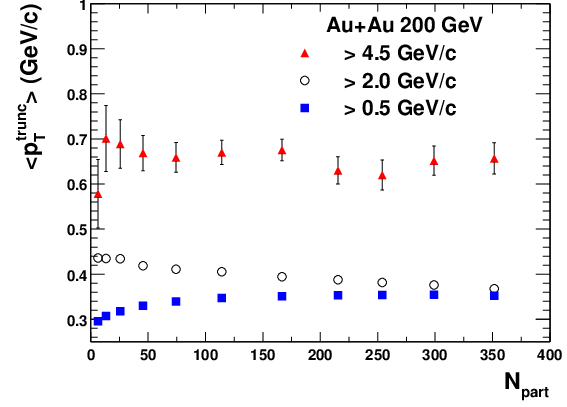 <p_T^trunc> (GeV/c)
1
0.9
0.8
0.7
0.6
0.5
0.4
0.3
Au+Au 200 GeV
> 4.5 GeV/c
> 2.0 GeV/c
> 0.5 GeV/c
0 50 100 150 200 250 300 350 400
N_part